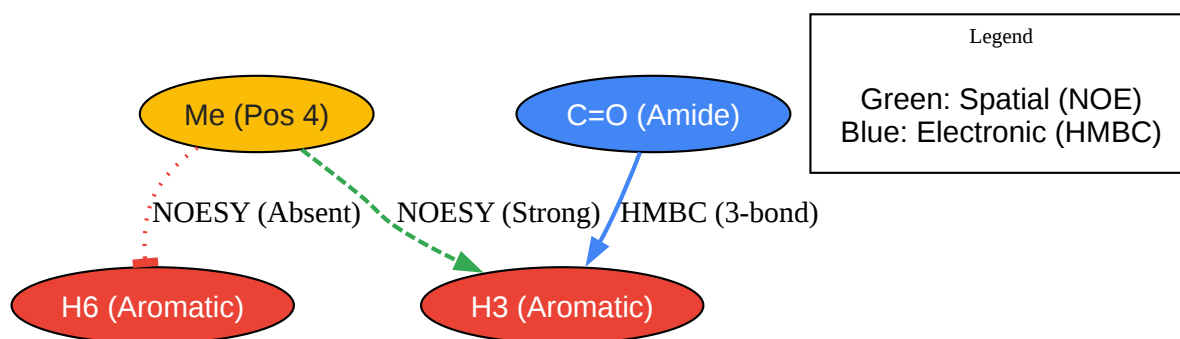 Legend
Me (Pos 4)
C=O (Amide)
Green: Spatial (NOE)
Blue: Electronic (HMBC)
NOESY (Absent)
NOESY (Strong)
HMBC (3-bond)
H6 (Aromatic)
H3 (Aromatic)